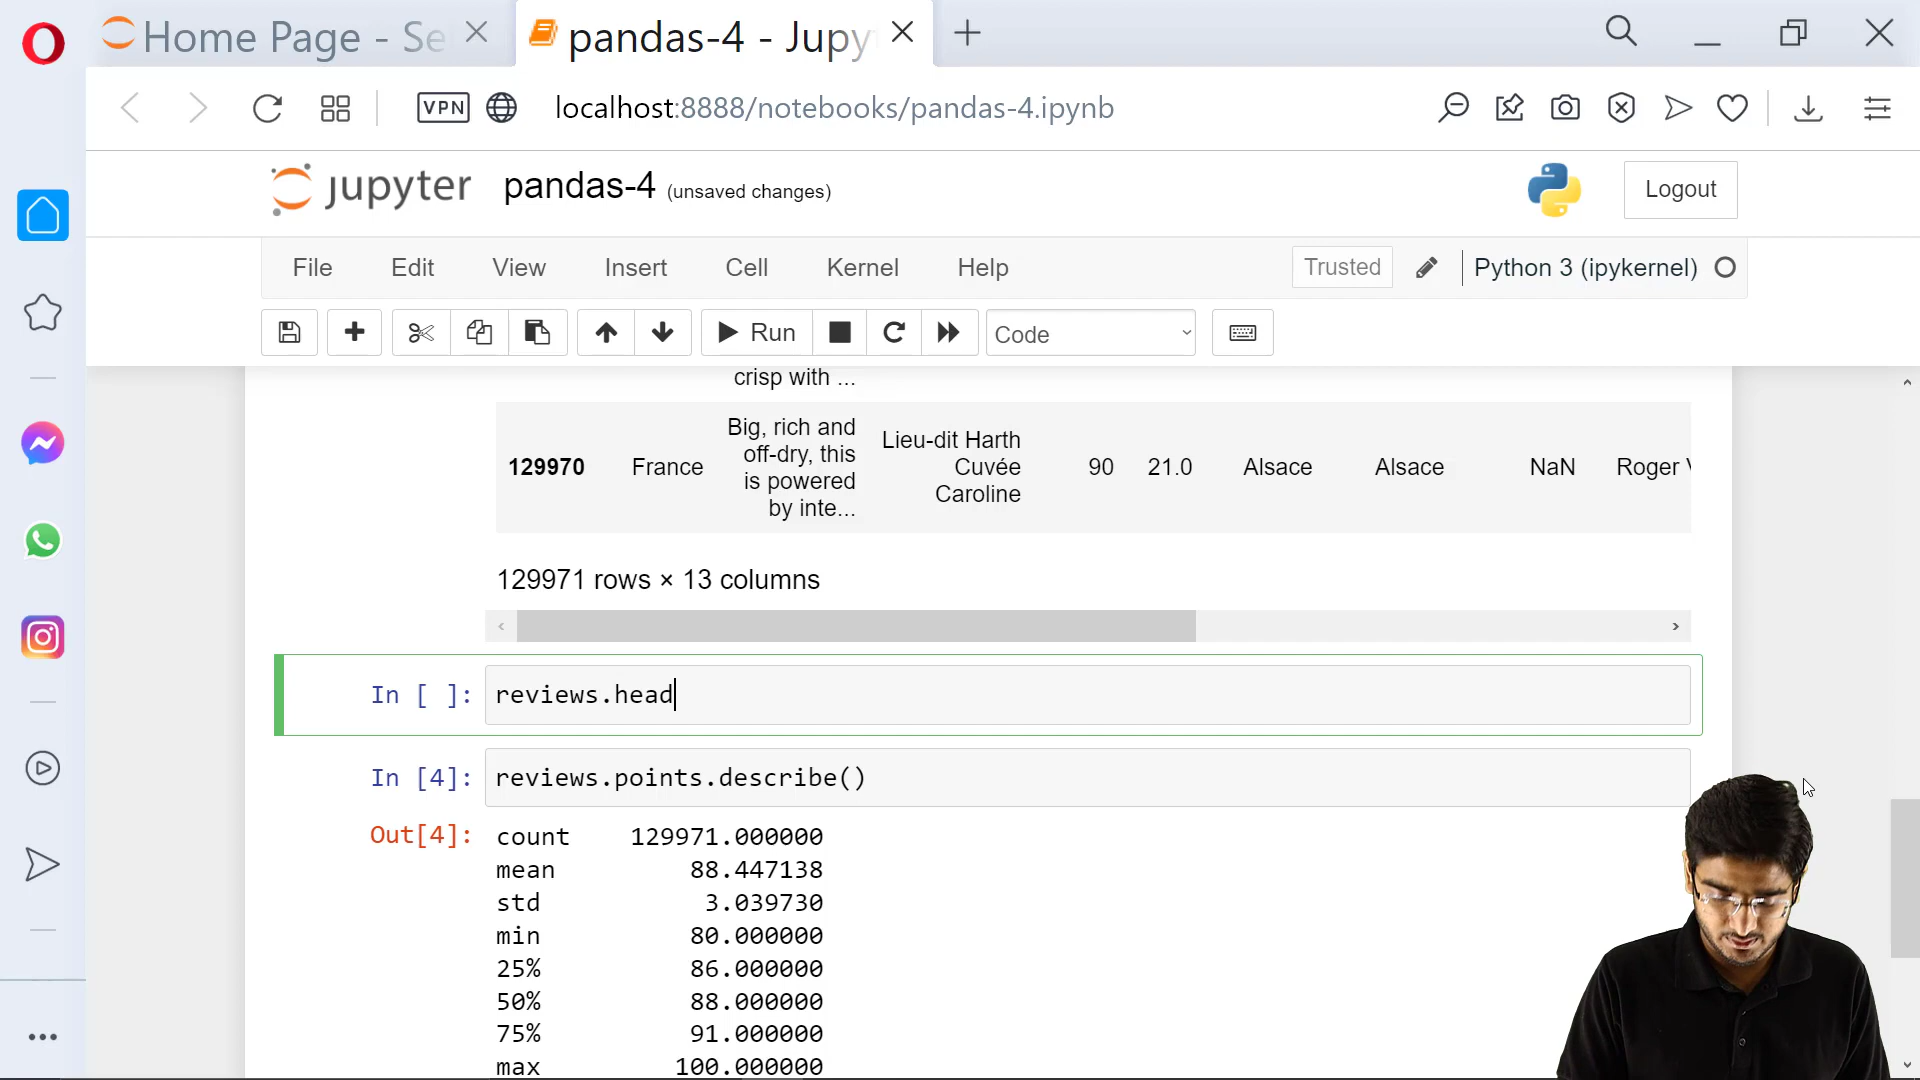 Home Page - Se
pandas-4 - Jupy
VPN
localhost:8888/notebooks/pandas-4.ipynb
jupyter pandas-4 (unsaved changes)
Logout
File Edit View Insert Cell Kernel Help
Trusted
Python 3 (ipykernel)
Run
Code
crisp with ...
129970 France Big, rich and off-dry, this is powered by inte... Lieu-dit Harth Cuvée Caroline 90 21.0 Alsace Alsace NaN Roger V
129971 rows × 13 columns
In [ ]: reviews.head
In [4]: reviews.points.describe()
Out[4]: count 129971.000000
mean 88.447138
std 3.039730
min 80.000000
25% 86.000000
50% 88.000000
75% 91.000000
max 100.000000